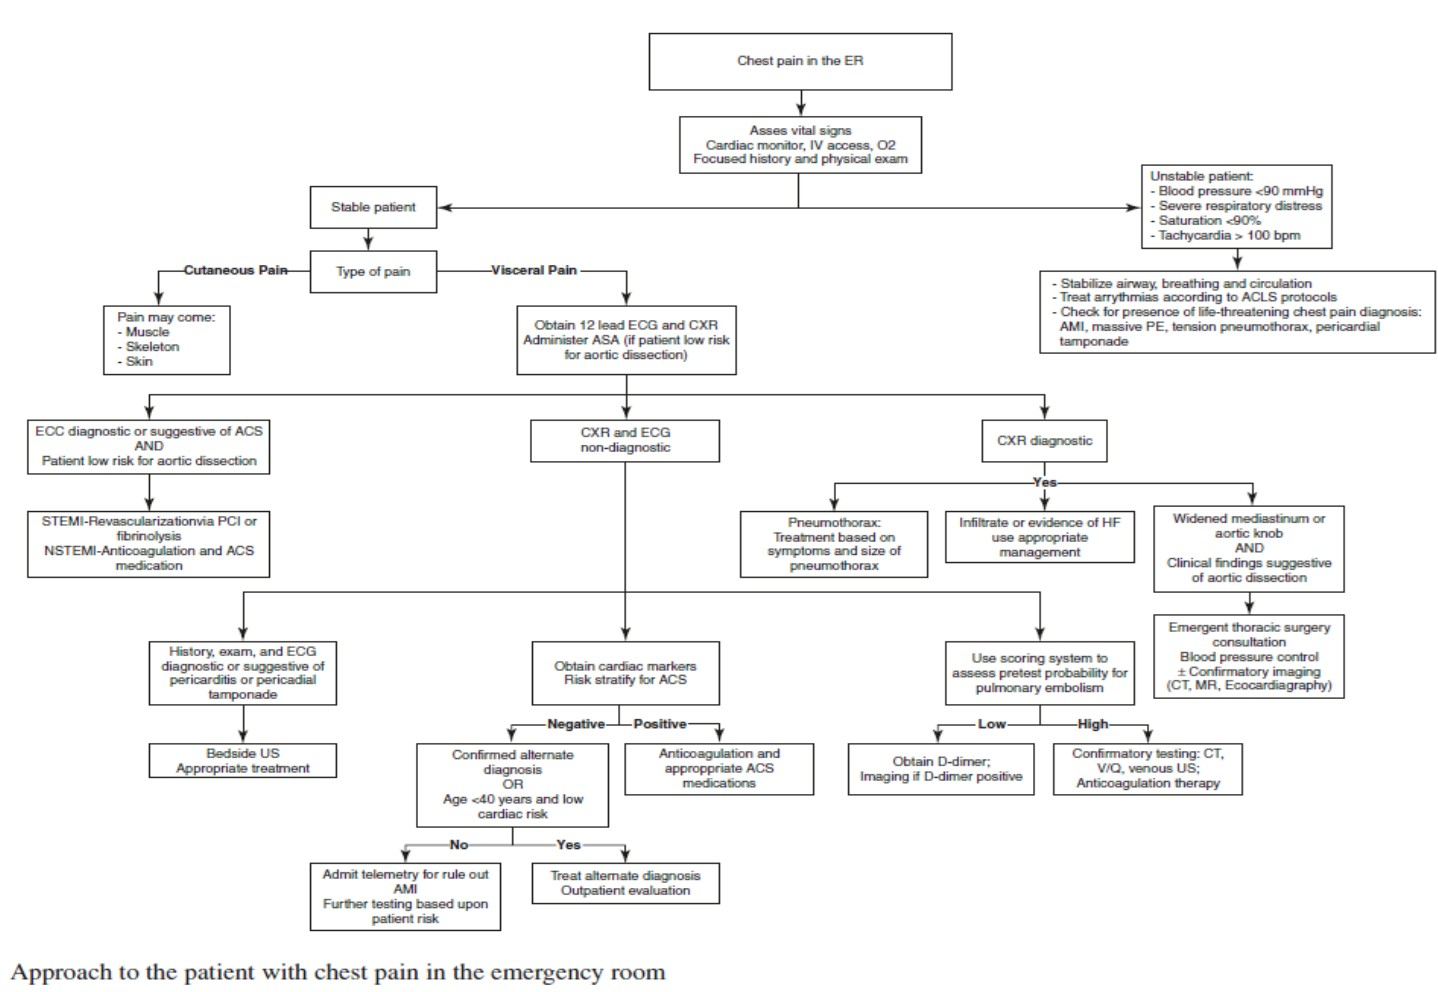 Chest pain in the ER
Asses vital signs
Cardiac monitor, IV access, O2
Focused history and physical exam
Stable patient
Unstable patient:
- Blood pressure <90 mmHg
- Severe respiratory distress
- Saturation <90%
- Tachycardia > 100 bpm
Cutaneous Pain
Type of pain
Visceral Pain
- Stabilize airway, breathing and circulation
- Treat arrythmias according to ACLS protocols
- Check for presence of life-threatening chest pain diagnosis:
AMI, massive PE, tension pneumothorax, pericardial
tamponade
Pain may come:
- Muscle
- Skeleton
- Skin
Obtain 12 lead ECG and CXR
Administer ASA (if patient low risk
for aortic dissection)
ECC diagnostic or suggestive of ACS
AND
Patient low risk for aortic dissection
CXR and ECG
non-diagnostic
CXR diagnostic
Yes
STEMI-Revascularizationvia PCI or
fibrinolysis
NSTEMI-Anticoagulation and ACS
medication
Pneumothorax:
Treatment based on
symptoms and size of
pneumothorax
Infiltrate or evidence of HF
use appropriate
management
Widened mediastinum or
aortic knob
AND
Clinical findings suggestive
of aortic dissection
Emergent thoracic surgery
consultation
Blood pressure control
± Confirmatory imaging
(CT, MR, Ecocardiagraphy)
History, exam, and ECG
diagnostic or suggestive of
pericarditis or pericadial
tamponade
Obtain cardiac markers
Risk stratify for ACS
Use scoring system to
assess pretest probability for
pulmonary embolism
Negative
Positive
Low
High
Bedside US
Appropriate treatment
Confirmed alternate
diagnosis
OR
Age <40 years and low
cardiac risk
Anticoagulation and
approppriate ACS
medications
Obtain D-dimer;
Imaging if D-dimer positive
Confirmatory testing: CT,
V/Q, venous US;
Anticoagulation therapy
No
Yes
Admit telemetry for rule out
AMI
Further testing based upon
patient risk
Treat alternate diagnosis
Outpatient evaluation
Approach to the patient with chest pain in the emergency room